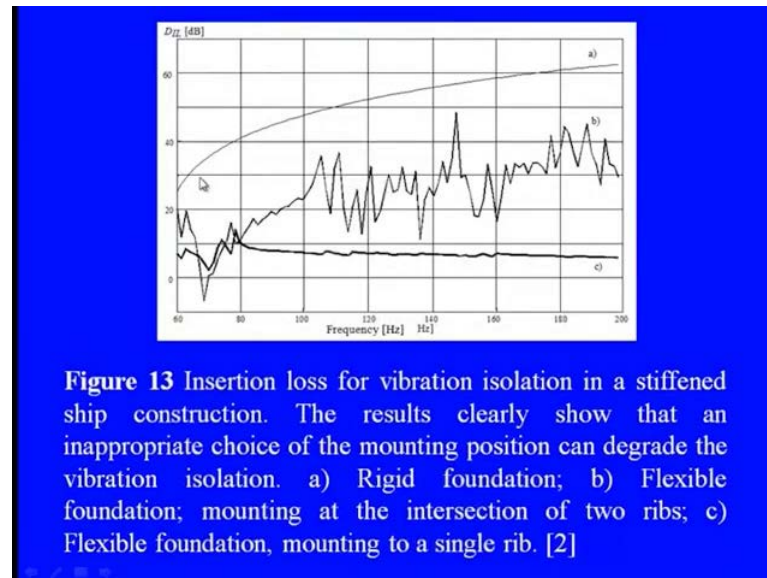 D_IL [dB]
a)
60
b)
40
20
c)
0
60 80 100 120 140 160 180 200
Frequency [Hz] Hz]
Figure 13 Insertion loss for vibration isolation in a stiffened
ship construction. The results clearly show that an
inappropriate choice of the mounting position can degrade the
vibration isolation. a) Rigid foundation; b) Flexible
foundation; mounting at the intersection of two ribs; c)
Flexible foundation, mounting to a single rib. [2]